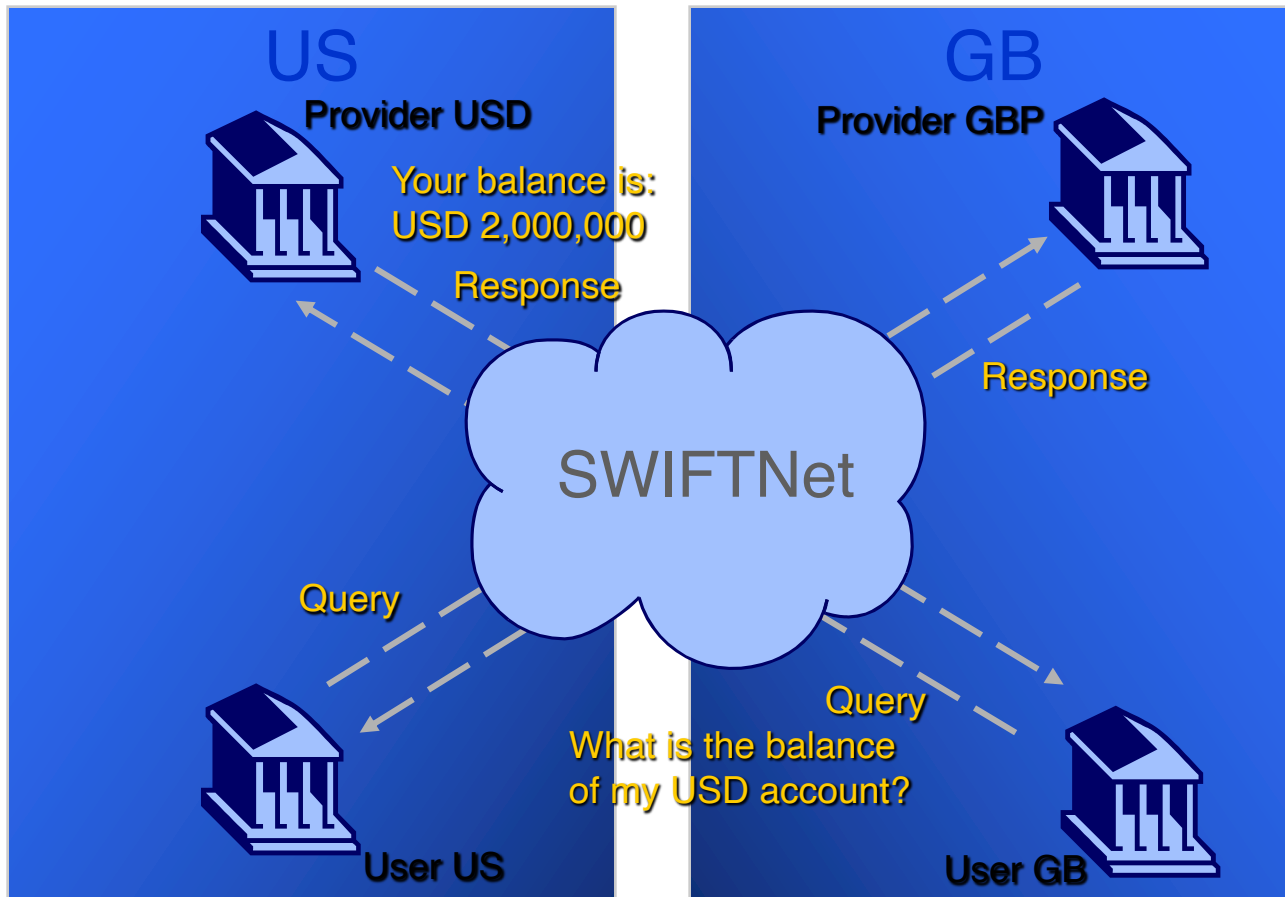 US
GB
Provider USD
Provider GBP
Your balance is:
USD 2,000,000
Response
Response
SWIFTNet
Query
Query
What is the balance
of my USD account?
User US
User GB